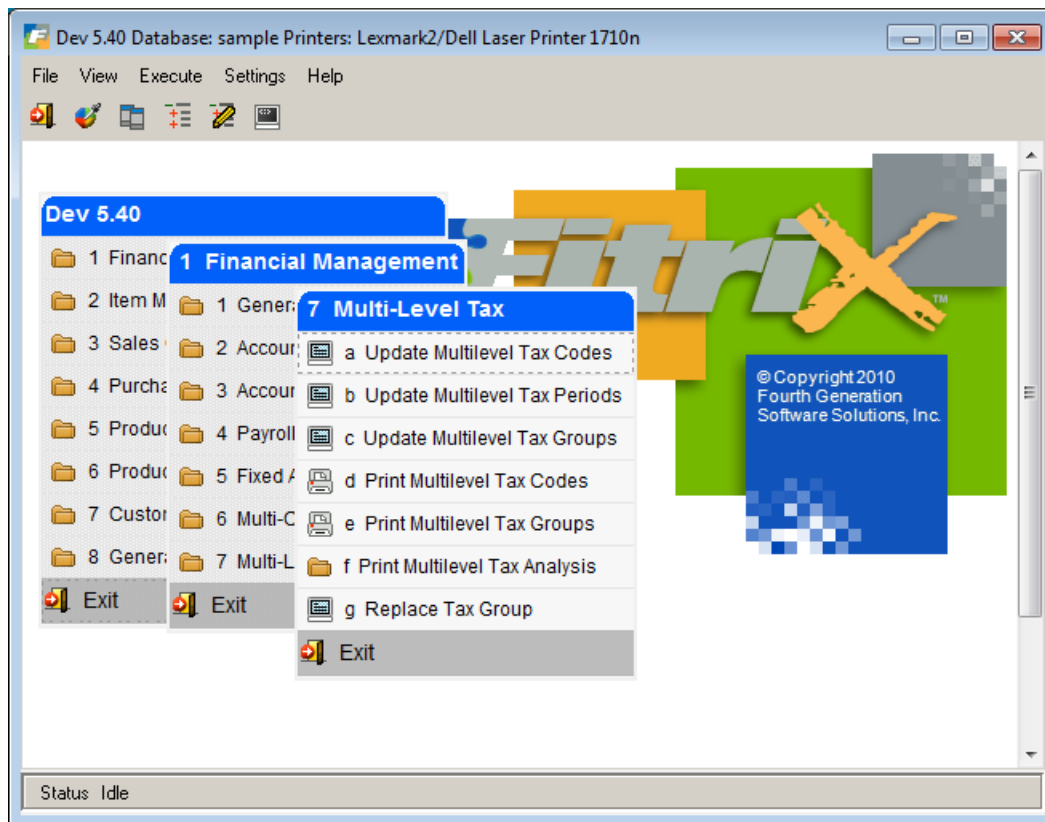 Dev 5.40 Database: sample Printers: Lexmark2/Dell Laser Printer 1710n
File View Execute Settings Help
Dev 5.40
1 Financ
2 Item M
3 Sales
4 Purcha
5 Produc
6 Produc
7 Custon
8 Genera
Exit
1 Financial Management
1 Genera
2 Accour
3 Accour
4 Payroll
5 Fixed A
6 Multi-C
7 Multi-L
Exit
7 Multi-Level Tax
a Update Multilevel Tax Codes
b Update Multilevel Tax Periods
c Update Multilevel Tax Groups
d Print Multilevel Tax Codes
e Print Multilevel Tax Groups
f Print Multilevel Tax Analysis
g Replace Tax Group
Exit
FitriX
TM
©Copyright 2010
Fourth Generation
Software Solutions, Inc.
Status Idle